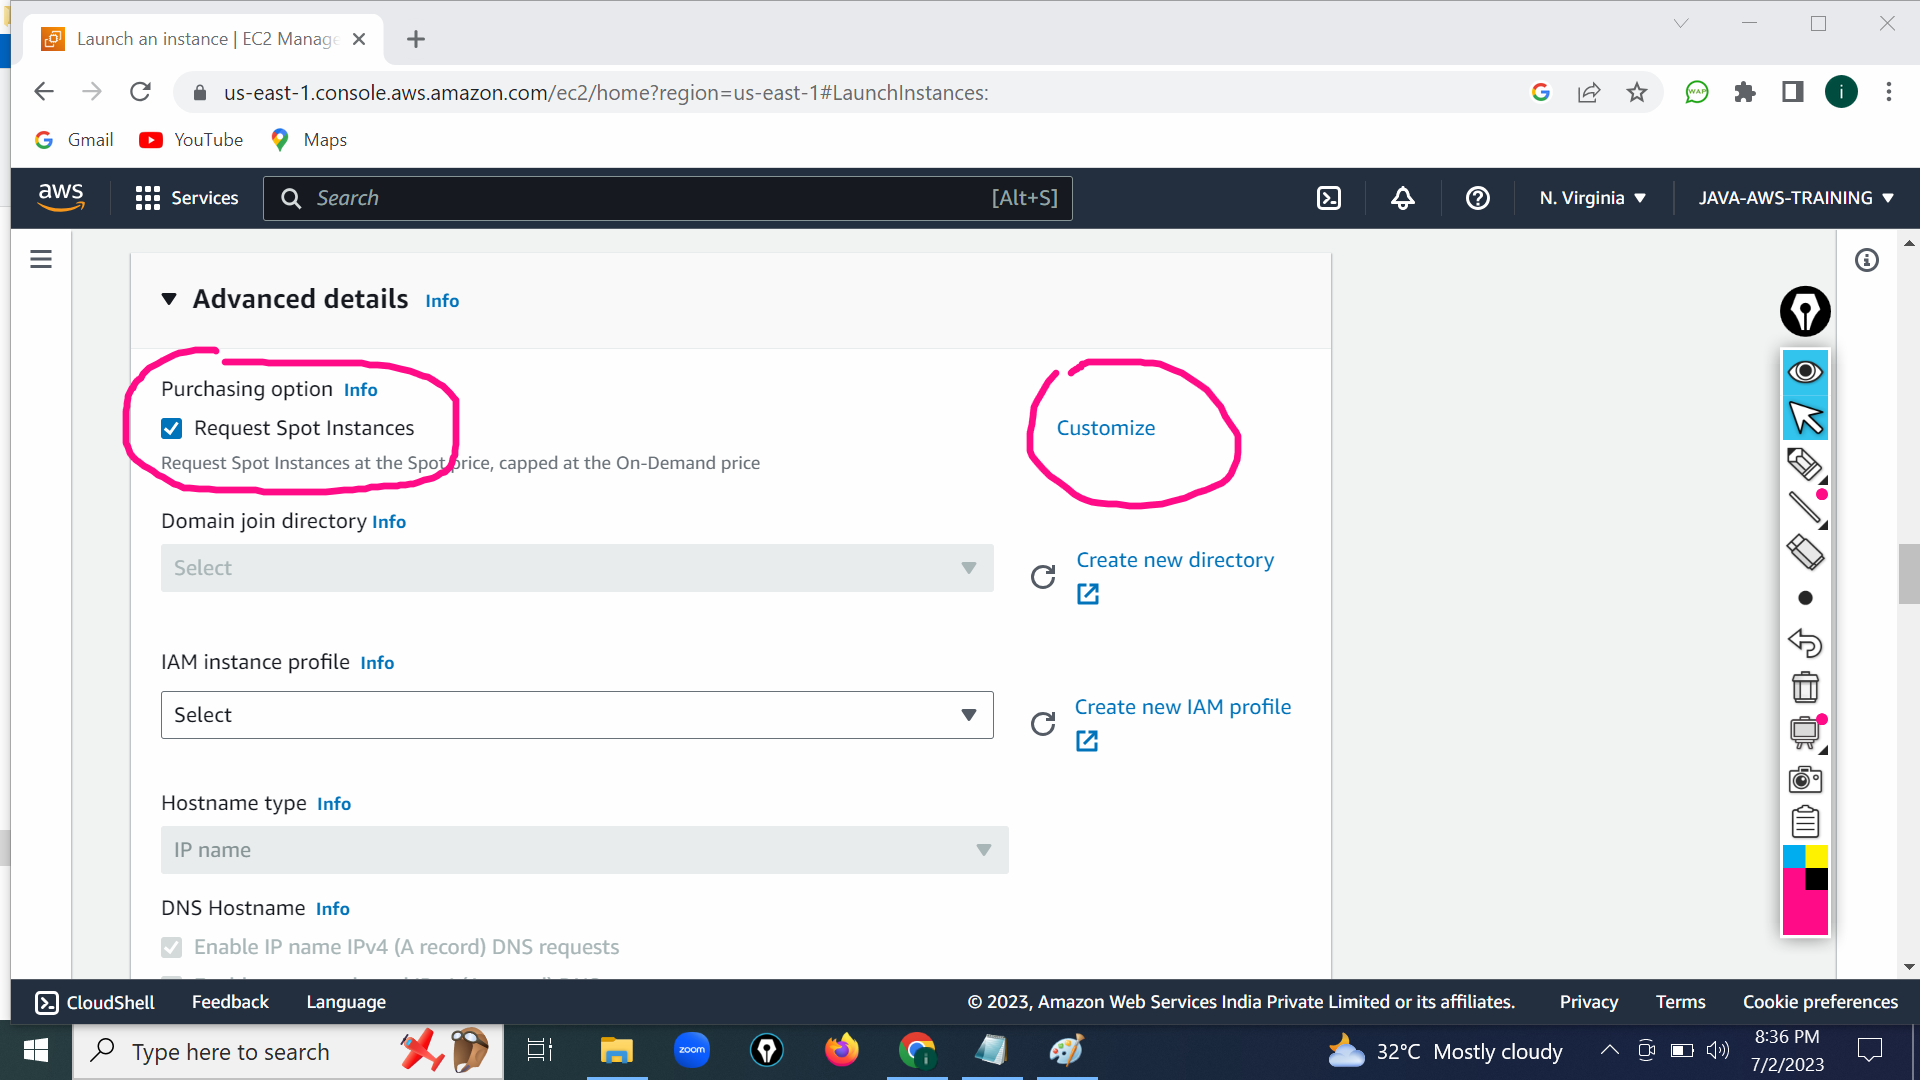 Launch an instance | EC2 Manage
us-east-1.console.aws.amazon.com/ec2/home?region=us-east-1#LaunchInstances:
WAP
i
Gmail
YouTube
Maps
aws
Services
Search
[Alt+S]
N. Virginia
JAVA-AWS-TRAINING
Advanced details Info
Purchasing option Info
Request Spot Instances
Customize
Request Spot Instances at the Spot price, capped at the On-Demand price
Domain join directory Info
Select
Create new directory
IAM instance profile Info
Select
Create new IAM profile
Hostname type Info
IP name
DNS Hostname Info
Enable IP name IPv4 (A record) DNS requests
CloudShell
Feedback
Language
© 2023, Amazon Web Services India Private Limited or its affiliates.
Privacy
Terms
Cookie preferences
Type here to search
zoom
32°C Mostly cloudy
8:36 PM
7/2/2023